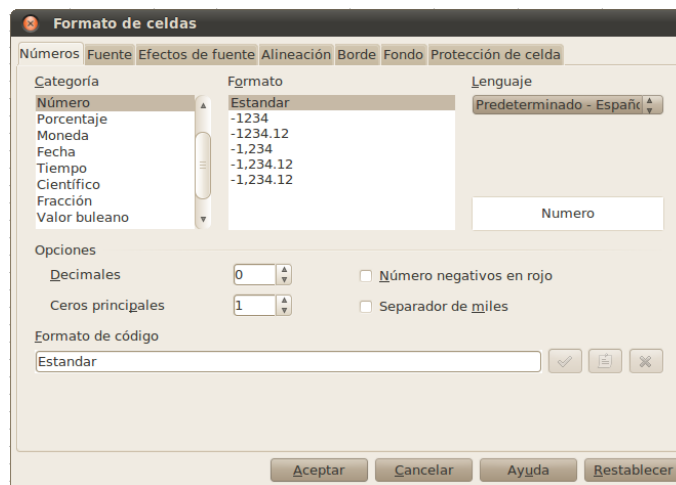 Formato de celdas
Números Fuente Efectos de fuente Alineación Borde Fondo Protección de celda
Categoría
Número
Porcentaje
Moneda
Fecha
Tiempo
Científico
Fracción
Valor buleano
Formato
Estandar
-1234
-1234.12
-1,234
-1,234.12
-1,234.12
Lenguaje
Predeterminado - Españo
Numero
Opciones
Decimales 0
Ceros principales 1
Número negativos en rojo
Separador de miles
Formato de código
Estandar
Aceptar Cancelar Ayuda Restablecer